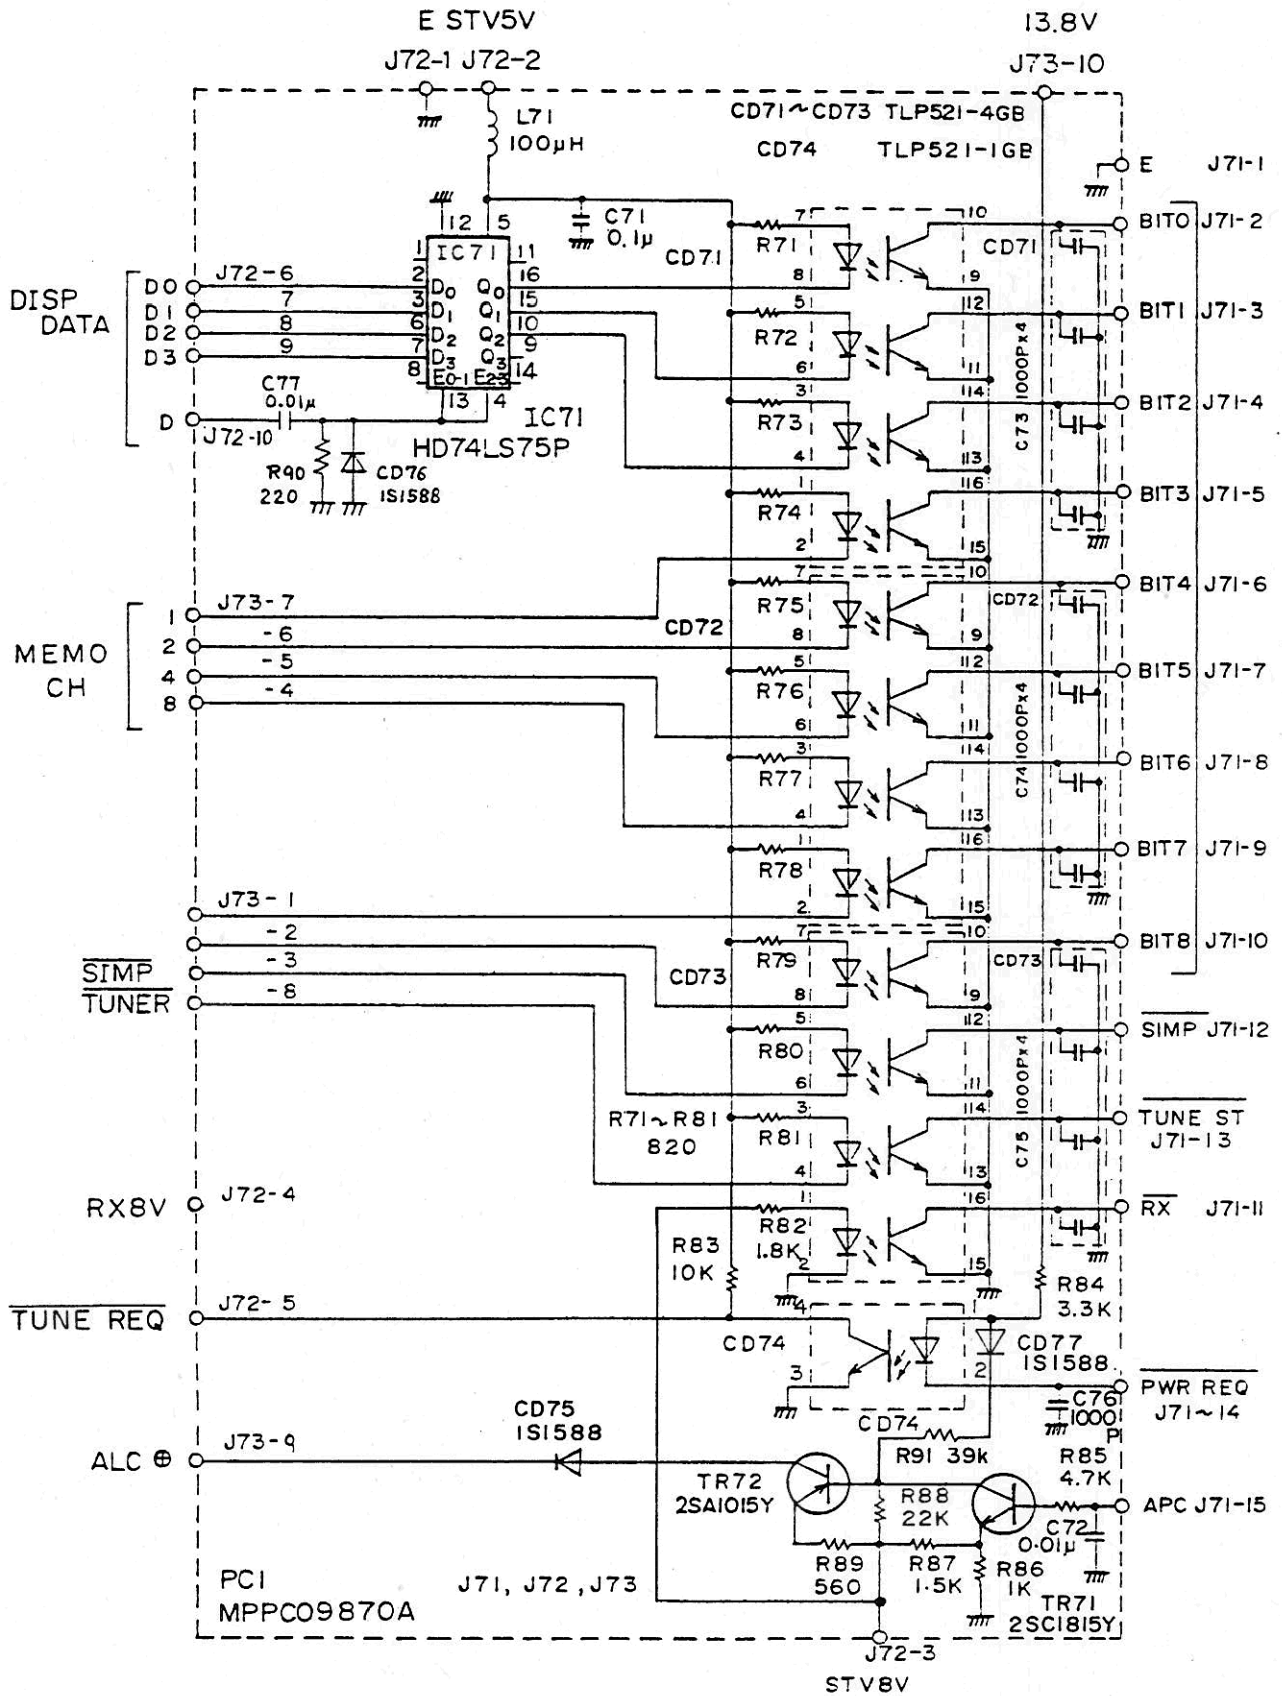 E STV5V
13.8V
J72-1 J72-2
J73-10
L71
100μH
CD71~CD73 TLP521-4GB
CD74 TLP521-1GB
E J71-1
12 5
C71
0.1μ
7 10
R71
BIT0 J71-2
CD71
CD71
1 IC71 11
8 9
DISP
DATA
D0 J72-6 2 D0 Q0 16
D1 7 3 D1 Q1 15
D2 8 6 D2 Q2 10
D3 9 7 D3 Q3 9
8 E0-1 E23 14
5 12
R72
BIT1 J71-3
6 11
C73 1000Px4
C77
0.01μ
13 4
D J72-10
IC71
HD74LS75P
3 14
R73
BIT2 J71-4
4 13
R90
220
CD76
1S1588
1 16
R74
BIT3 J71-5
2 15
7 10
R75
BIT4 J71-6
CD72
CD72
8 9
MEMO
CH
1 J73-7
2 -6
4 -5
8 -4
5 12
R76
BIT5 J71-7
6 11
C74 1000Px4
3 14
R77
BIT6 J71-8
4 13
1 16
R78
BIT7 J71-9
2 15
J73-1
-2
SIMP -3
TUNER -8
7 10
R79
BIT8 J71-10
CD73
CD73
8 9
5 12
R80
SIMP J71-12
6 11
C75 1000Px4
R71~R81
820
3 14
R81
TUNE ST
J71-13
4 13
RX8V J72-4
1 16
R82
1.8K
RX J71-11
2 15
R83
10K
R84
3.3K
TUNE REQ J72-5
4 1
CD74
CD77
1S1588
3 2
PWR REQ
J71~14
C76
1000
P
CD74
CD75
1S1588
ALC ⊕ J73-9
R91 39k
R85
4.7K
TR72
2SA1015Y
R88
22K
APC J71-15
C72
0.01μ
R89
560
R87
1.5K
R86
1K
TR71
2SC1815Y
PC1
MPPC09870A
J71, J72, J73
J72-3
STV8V